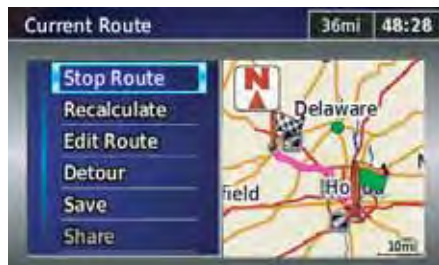 Current Route 36mi 48:28
Stop Route
Recalculate
Edit Route
Detour
Save
Share
N
Delaware
field
10mi